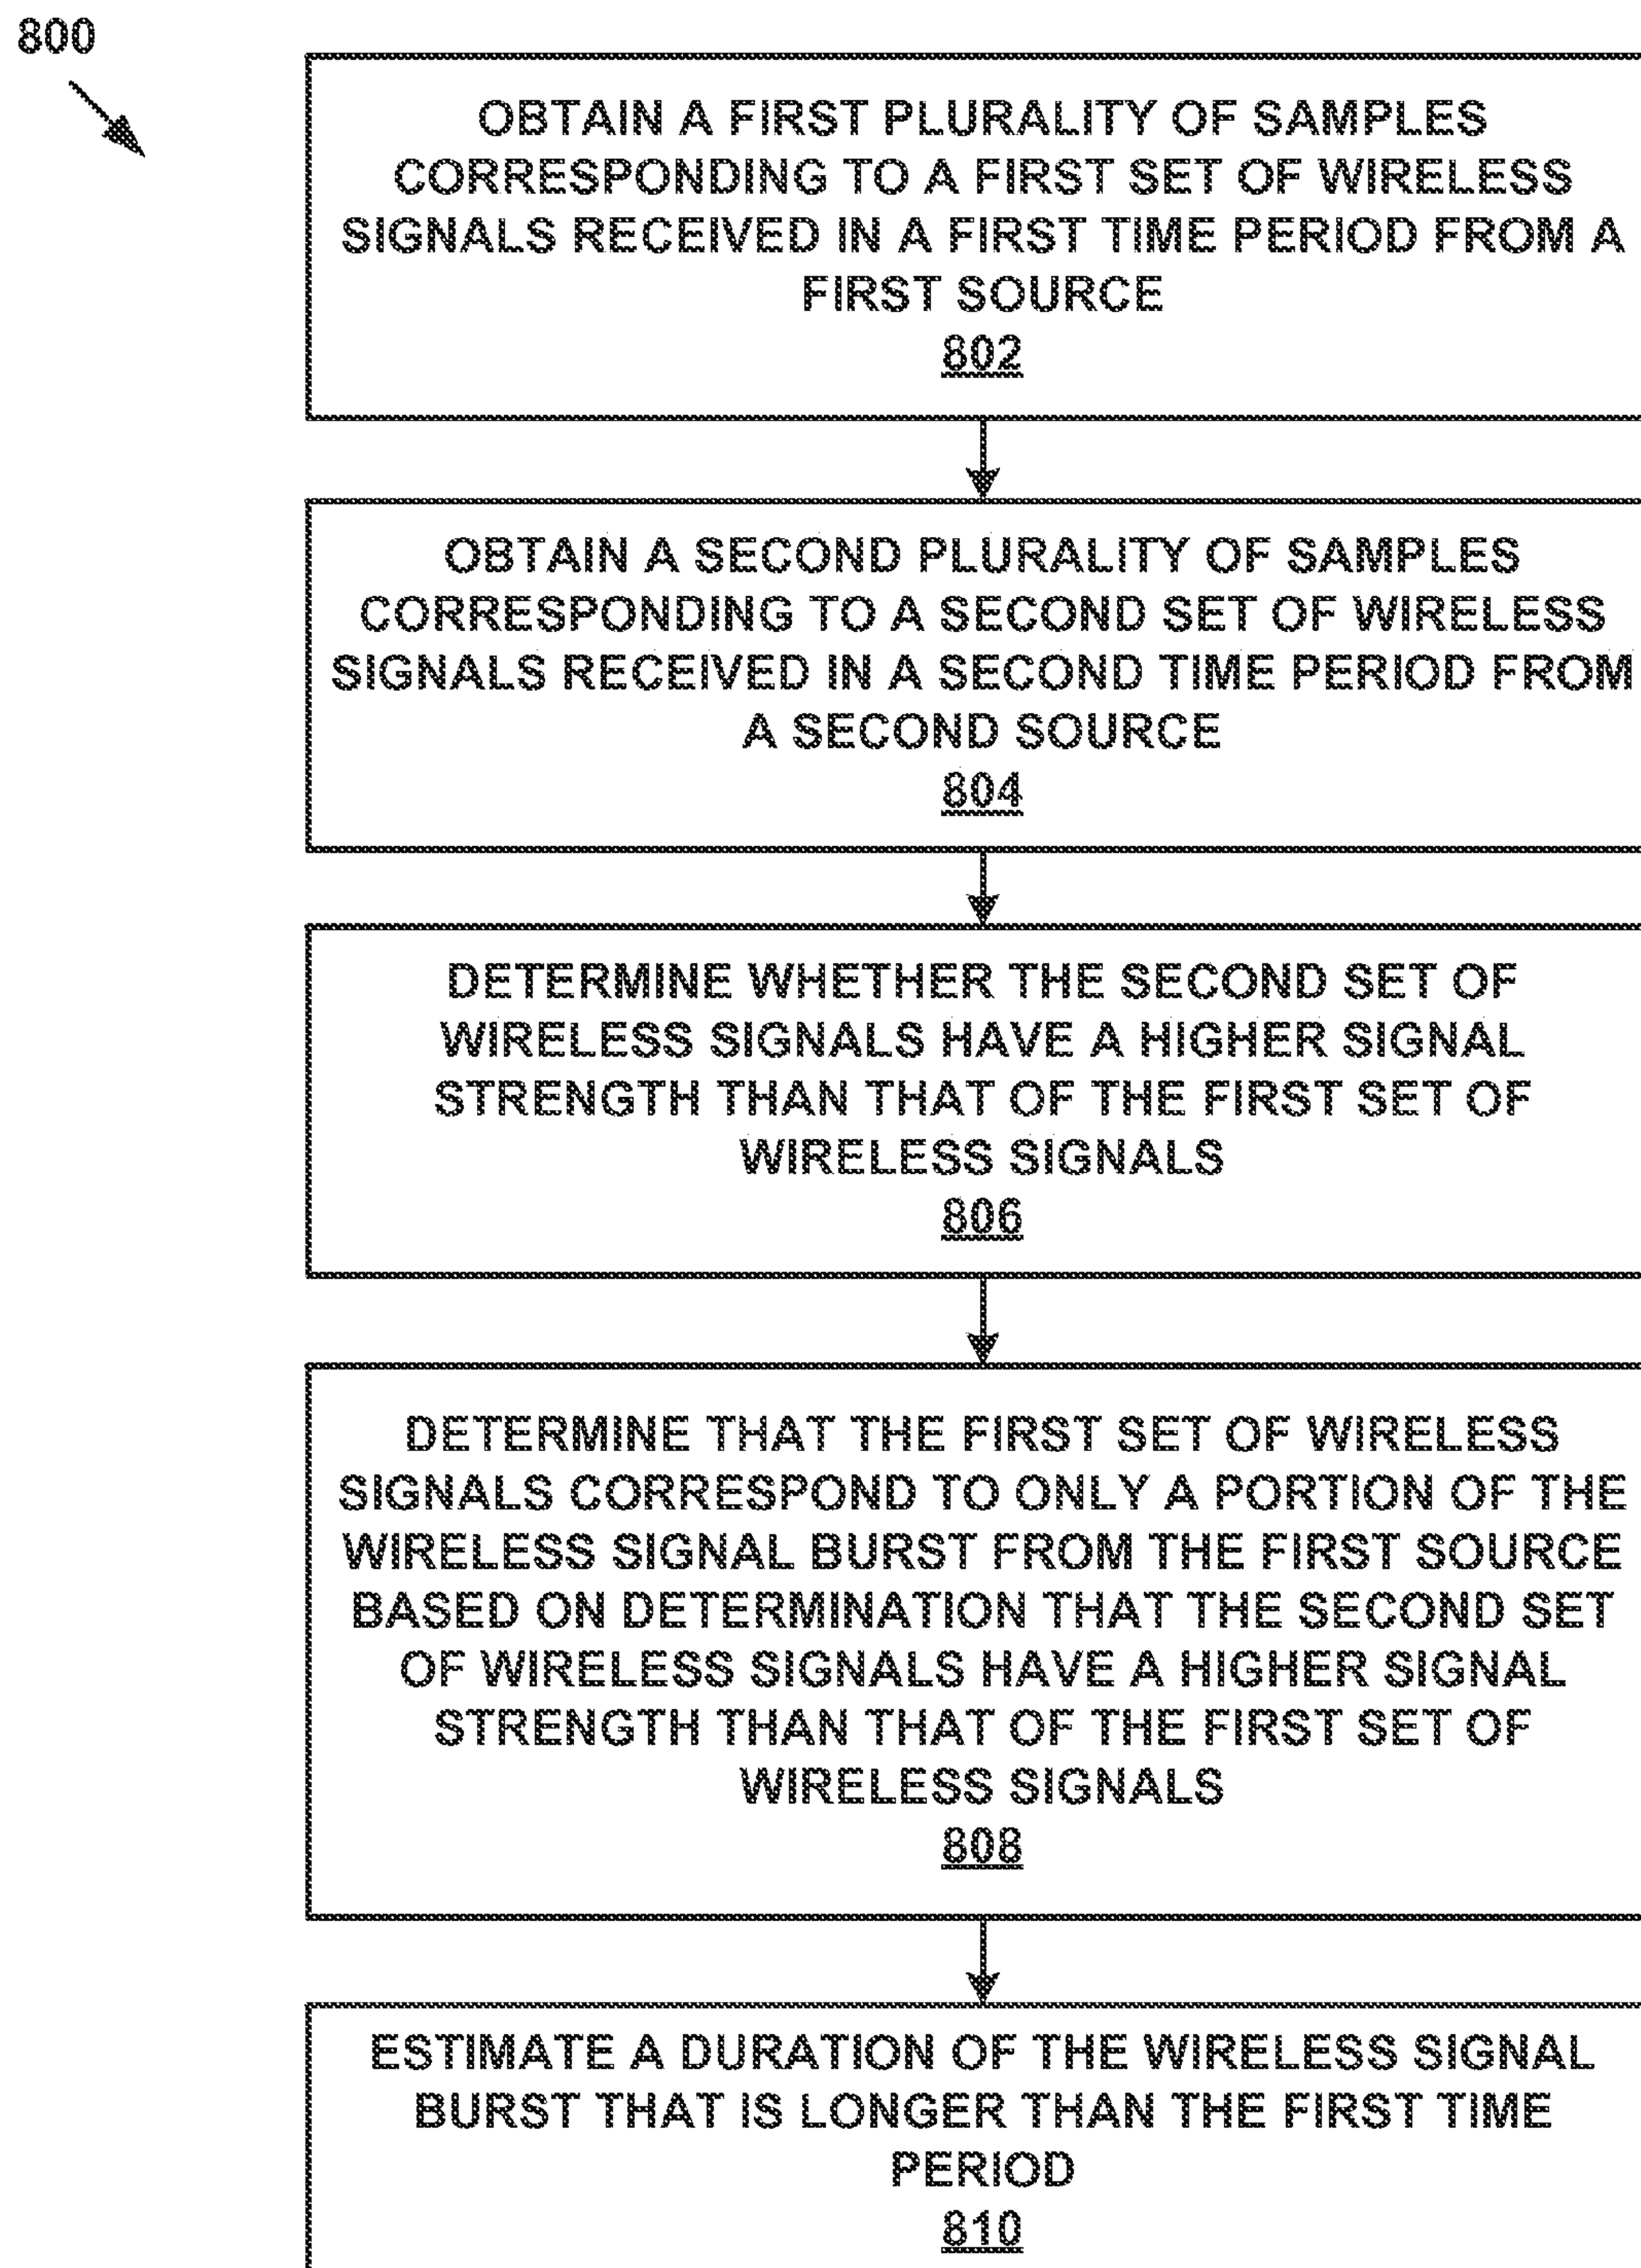 800
OBTAIN A FIRST PLURALITY OF SAMPLES
CORRESPONDING TO A FIRST SET OF WIRELESS
SIGNALS RECEIVED IN A FIRST TIME PERIOD FROM A
FIRST SOURCE
802
OBTAIN A SECOND PLURALITY OF SAMPLES
CORRESPONDING TO A SECOND SET OF WIRELESS
SIGNALS RECEIVED IN A SECOND TIME PERIOD FROM
A SECOND SOURCE
804
DETERMINE WHETHER THE SECOND SET OF
WIRELESS SIGNALS HAVE A HIGHER SIGNAL
STRENGTH THAN THAT OF THE FIRST SET OF
WIRELESS SIGNALS
806
DETERMINE THAT THE FIRST SET OF WIRELESS
SIGNALS CORRESPOND TO ONLY A PORTION OF THE
WIRELESS SIGNAL BURST FROM THE FIRST SOURCE
BASED ON DETERMINATION THAT THE SECOND SET
OF WIRELESS SIGNALS HAVE A HIGHER SIGNAL
STRENGTH THAN THAT OF THE FIRST SET OF
WIRELESS SIGNALS
808
ESTIMATE A DURATION OF THE WIRELESS SIGNAL
BURST THAT IS LONGER THAN THE FIRST TIME
PERIOD
810